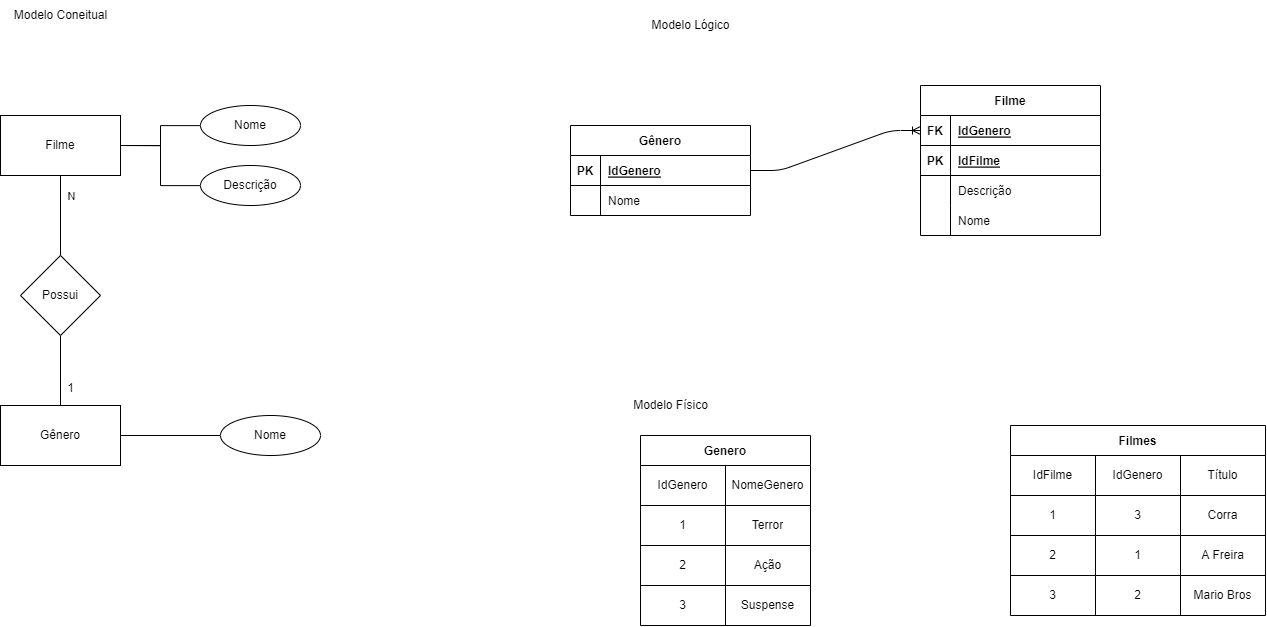 Modelo Coneitual
Filme
Nome
Descrição
N
Possui
1
Gênero
Nome
Modelo Lógico
Gênero
PK IdGenero
Nome
Filme
FK IdGenero
PK IdFilme
Descrição
Nome
Modelo Físico
Genero
IdGenero NomeGenero
1 Terror
2 Ação
3 Suspense
Filmes
IdFilme IdGenero Título
1 3 Corra
2 1 A Freira
3 2 Mario Bros